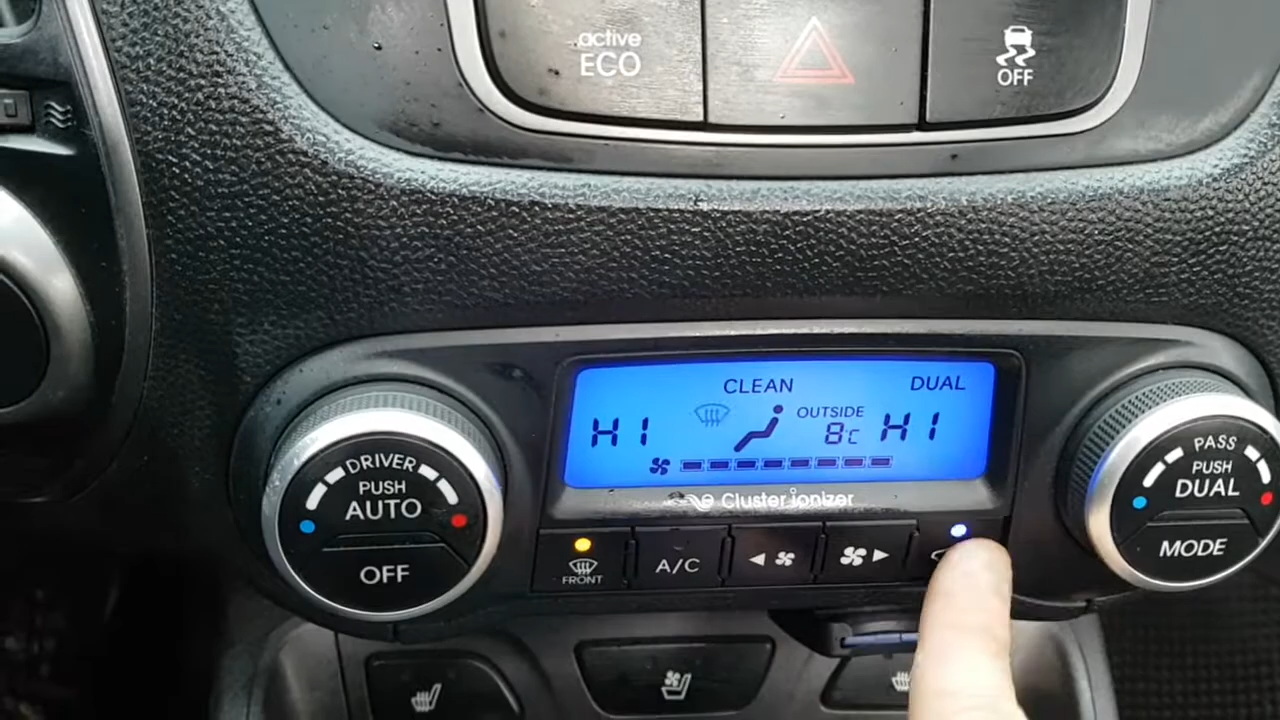 active
ECO
OFF
CLEAN
DUAL
OUTSIDE
HI
8°C
HI
Cluster ionizer
DRIVER
PUSH
AUTO
OFF
FRONT
A/C
PASS
PUSH
DUAL
MODE